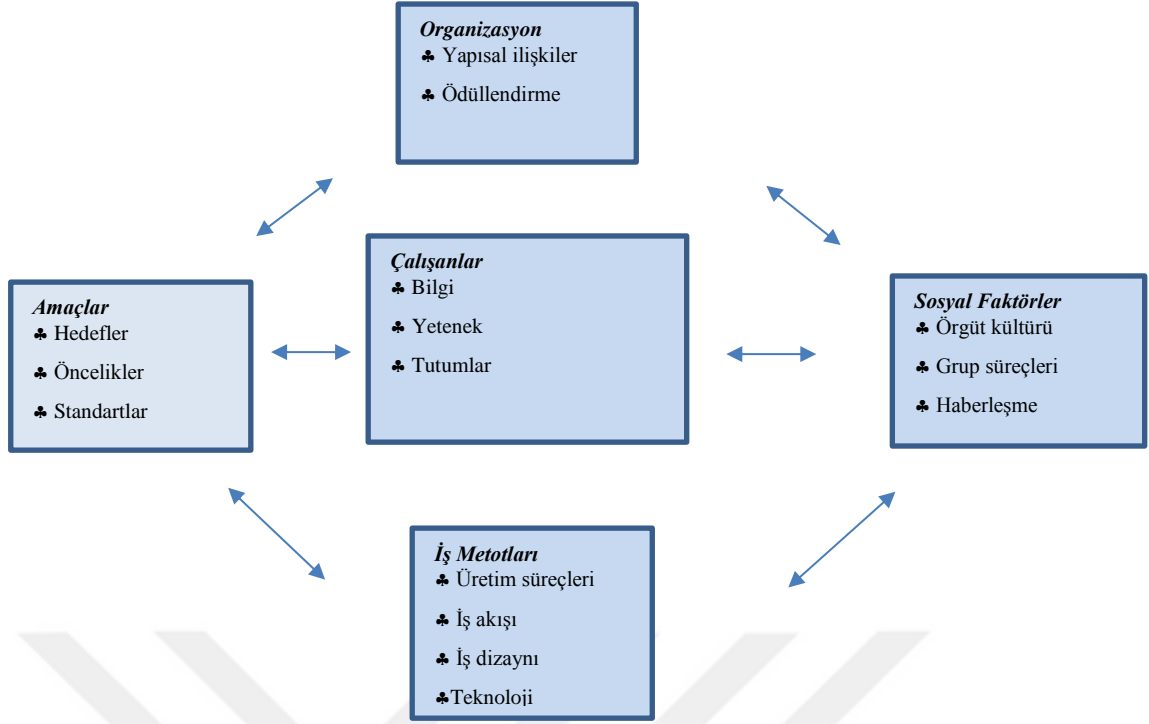 Organizasyon
♣ Yapısal ilişkiler
♣ Ödüllendirme
Çalışanlar
♣ Bilgi
♣ Yetenek
♣ Tutumlar
Amaçlar
♣ Hedefler
♣ Öncelikler
♣ Standartlar
Sosyal Faktörler
♣ Örgüt kültürü
♣ Grup süreçleri
♣ Haberleşme
İş Metotları
♣ Üretim süreçleri
♣ İş akışı
♣ İş dizaynı
♣Teknoloji